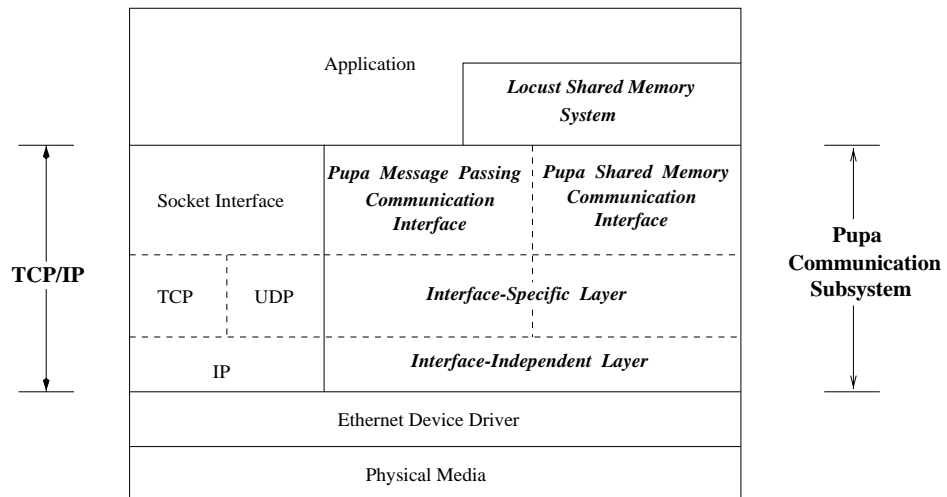 Application
Locust Shared Memory
System
TCP/IP
Socket Interface
Pupa Message Passing
Communication
Interface
Pupa Shared Memory
Communication
Interface
TCP
UDP
Interface-Specific Layer
IP
Interface-Independent Layer
Pupa
Communication
Subsystem
Ethernet Device Driver
Physical Media